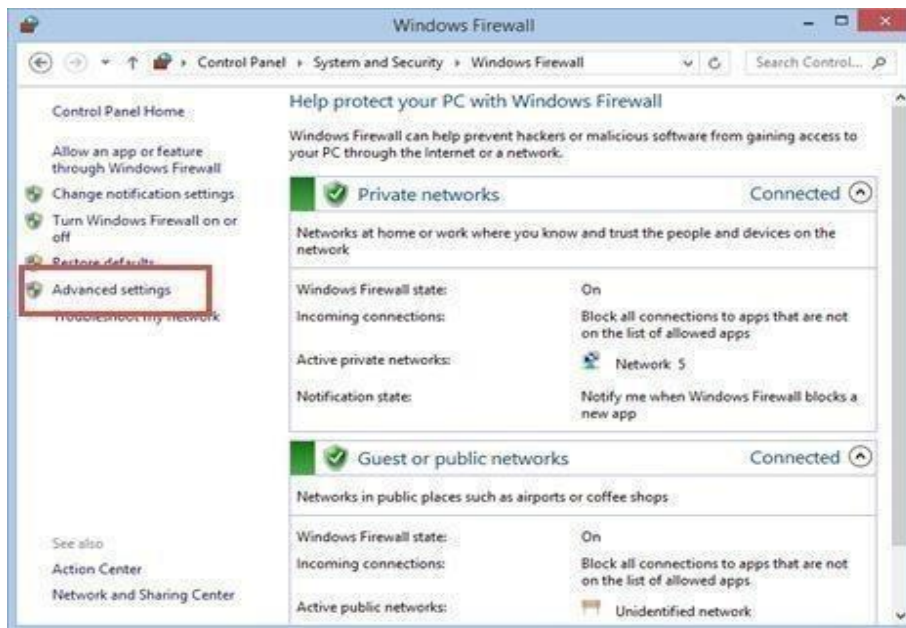 Windows Firewall
Control Panel
System and Security
Windows Firewall
Search Control...
Control Panel Home
Allow an app or feature
through Windows Firewall
Change notification settings
Turn Windows Firewall on or
off
Restore defaults
Advanced settings
Troubleshoot my network
See also
Action Center
Network and Sharing Center
Help protect your PC with Windows Firewall
Windows Firewall can help prevent hackers or malicious software from gaining access to
your PC through the Internet or a network.
Private networks Connected
Networks at home or work where you know and trust the people and devices on the
network
Windows Firewall state: On
Incoming connections: Block all connections to apps that are not
on the list of allowed apps
Active private networks: Network 5
Notification state: Notify me when Windows Firewall blocks a
new app
Guest or public networks Connected
Networks in public places such as airports or coffee shops
Windows Firewall state: On
Incoming connections: Block all connections to apps that are not
on the list of allowed apps
Active public networks: Unidentified network